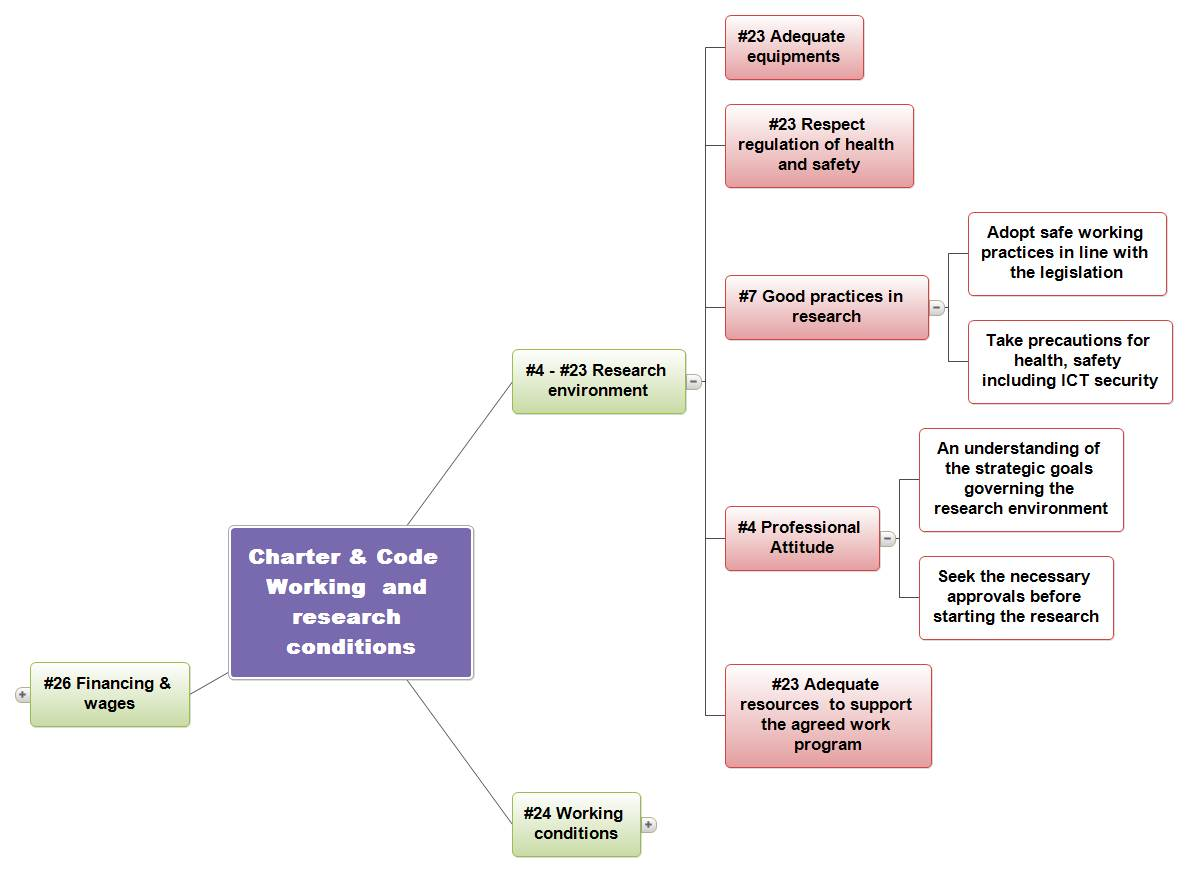 #23 Adequate
equipments
#23 Respect
regulation of health
and safety
Adopt safe working
practices in line with
the legislation
#7 Good practices in
research
Take precautions for
health, safety
including ICT security
#4 - #23 Research
environment
An understanding of
the strategic goals
governing the
research environment
#4 Professional
Attitude
Seek the necessary
approvals before
starting the research
Charter & Code
Working and
research
conditions
#26 Financing &
wages
#23 Adequate
resources to support
the agreed work
program
#24 Working
conditions